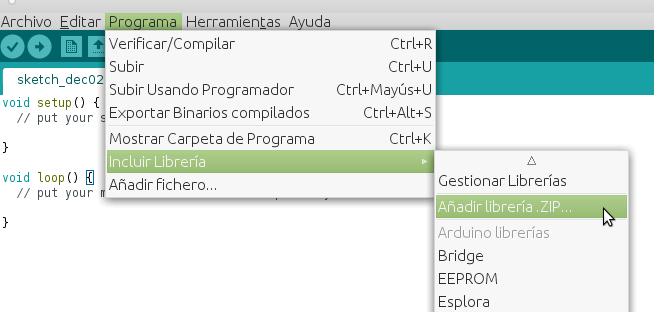 Archivo Editar Programa Herramientas Ayuda
Verificar/Compilar Ctrl+R
Subir Ctrl+U
Subir Usando Programador Ctrl+Mayús+U
Exportar Binarios compilados Ctrl+Alt+S
Mostrar Carpeta de Programa Ctrl+K
Incluir Librería
Añadir fichero...
Gestionar Librerías
Añadir librería .ZIP...
Arduino librerías
Bridge
EEPROM
Esplora
sketch_dec02
void setup() {
// put your s
}
void loop() {
// put your m
}